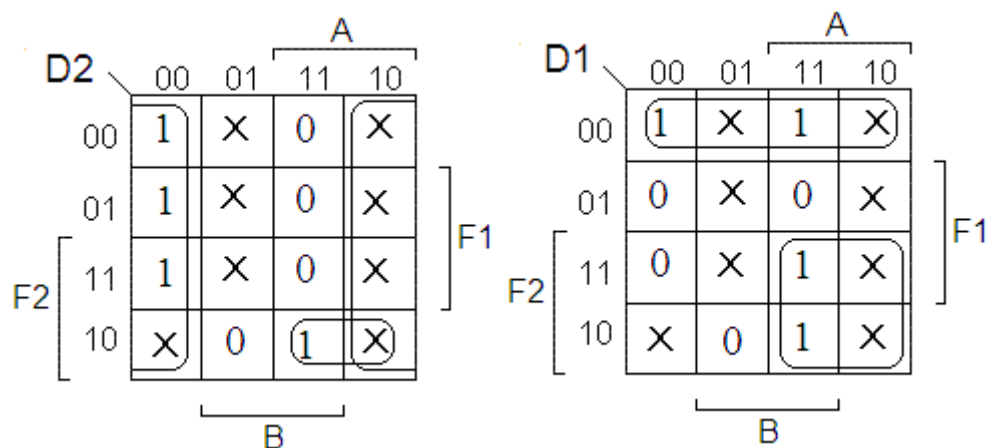 A
D2 00 01 11 10
00 1 X 0 X
01 1 X 0 X
F1
11 1 X 0 X
F2
10 X 0 1 X
B
A
D1 00 01 11 10
00 1 X 1 X
01 0 X 0 X
F1
11 0 X 1 X
F2
10 X 0 1 X
B